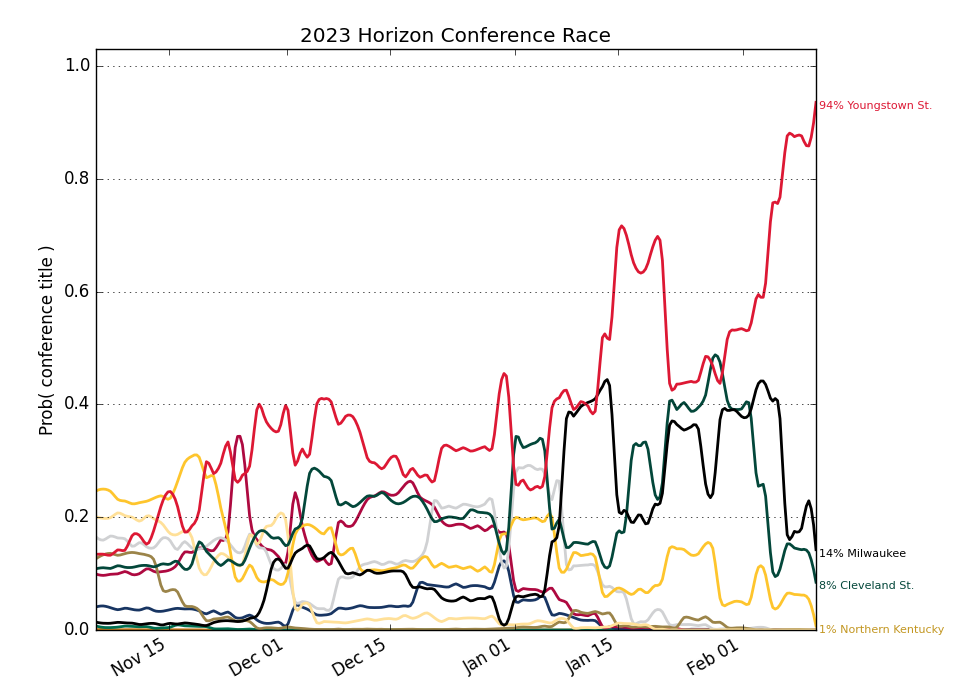 2023 Horizon Conference Race
Prob( conference title )
1.0
0.8
0.6
0.4
0.2
0.0
Nov 15
Dec 01
Dec 15
Jan 01
Jan 15
Feb 01
94% Youngstown St.
14% Milwaukee
8% Cleveland St.
1% Northern Kentucky